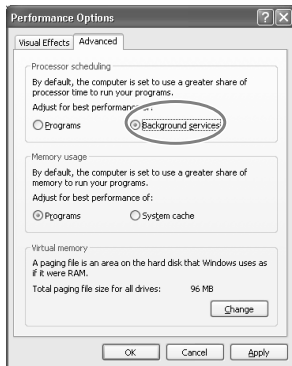 Performance Options
Visual Effects
Advanced
Processor scheduling
By default, the computer is set to use a greater share of
processor time to run your programs.
Adjust for best performance of:
Programs
Background services
Memory usage
By default, the computer is set to use a greater share of
memory to run your programs.
Adjust for best performance of:
Programs
System cache
Virtual memory
A paging file is an area on the hard disk that Windows uses as
if it were RAM.
Total paging file size for all drives:
96 MB
Change
OK
Cancel
Apply